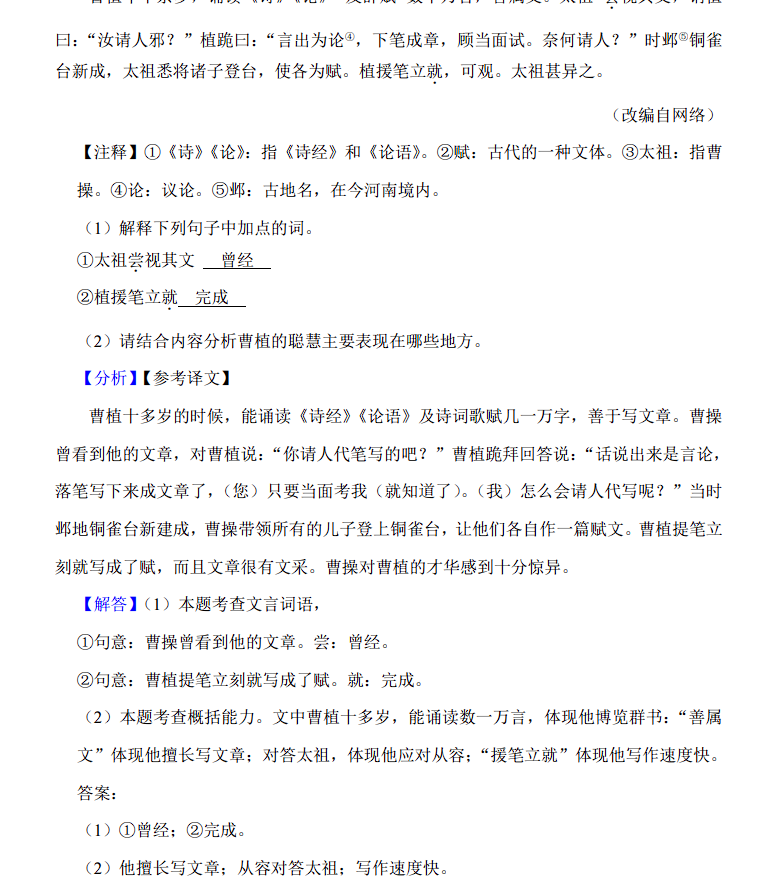 曰：“汝请人邪？”植跪曰：“言出为论④，下笔成章，顾当面试。奈何请人？”时邺⑤铜雀
台新成，太祖悉将诸子登台，使各为赋。植援笔立就，可观。太祖甚异之。
（改编自网络）
【注释】①《诗》《论》：指《诗经》和《论语》。②赋：古代的一种文体。③太祖：指曹
操。④论：议论。⑤邺：古地名，在今河南境内。
（1）解释下列句子中加点的词。
①太祖尝视其文 曾经
②植援笔立就 完成
（2）请结合内容分析曹植的聪慧主要表现在哪些地方。
【分析】【参考译文】
曹植十多岁的时候，能诵读《诗经》《论语》及诗词歌赋几一万字，善于写文章。曹操
曾看到他的文章，对曹植说：“你请人代笔写的吧？”曹植跪拜回答说：“话说出来是言论，
落笔写下来成文章了，（您）只要当面考我（就知道了）。（我）怎么会请人代写呢？”当时
邺地铜雀台新建成，曹操带领所有的儿子登上铜雀台，让他们各自作一篇赋文。曹植提笔立
刻就写成了赋，而且文章很有文采。曹操对曹植的才华感到十分惊异。
【解答】（1）本题考查文言词语，
①句意：曹操曾看到他的文章。尝：曾经。
②句意：曹植提笔立刻就写成了赋。就：完成。
（2）本题考查概括能力。文中曹植十多岁，能诵读数一万言，体现他博览群书：“善属
文”体现他擅长写文章；对答太祖，体现他应对从容；“援笔立就”体现他写作速度快。
答案：
（1）①曾经；②完成。
（2）他擅长写文章；从容对答太祖；写作速度快。